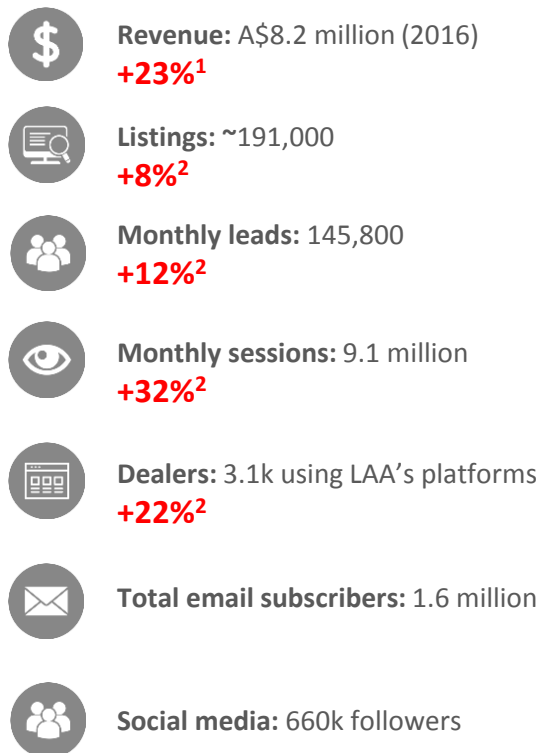 Revenue: A$8.2 million (2016)
+23%¹
Listings: ~191,000
+8%²
Monthly leads: 145,800
+12%²
Monthly sessions: 9.1 million
+32%²
Dealers: 3.1k using LAA's platforms
+22%²
Total email subscribers: 1.6 million
Social media: 660k followers